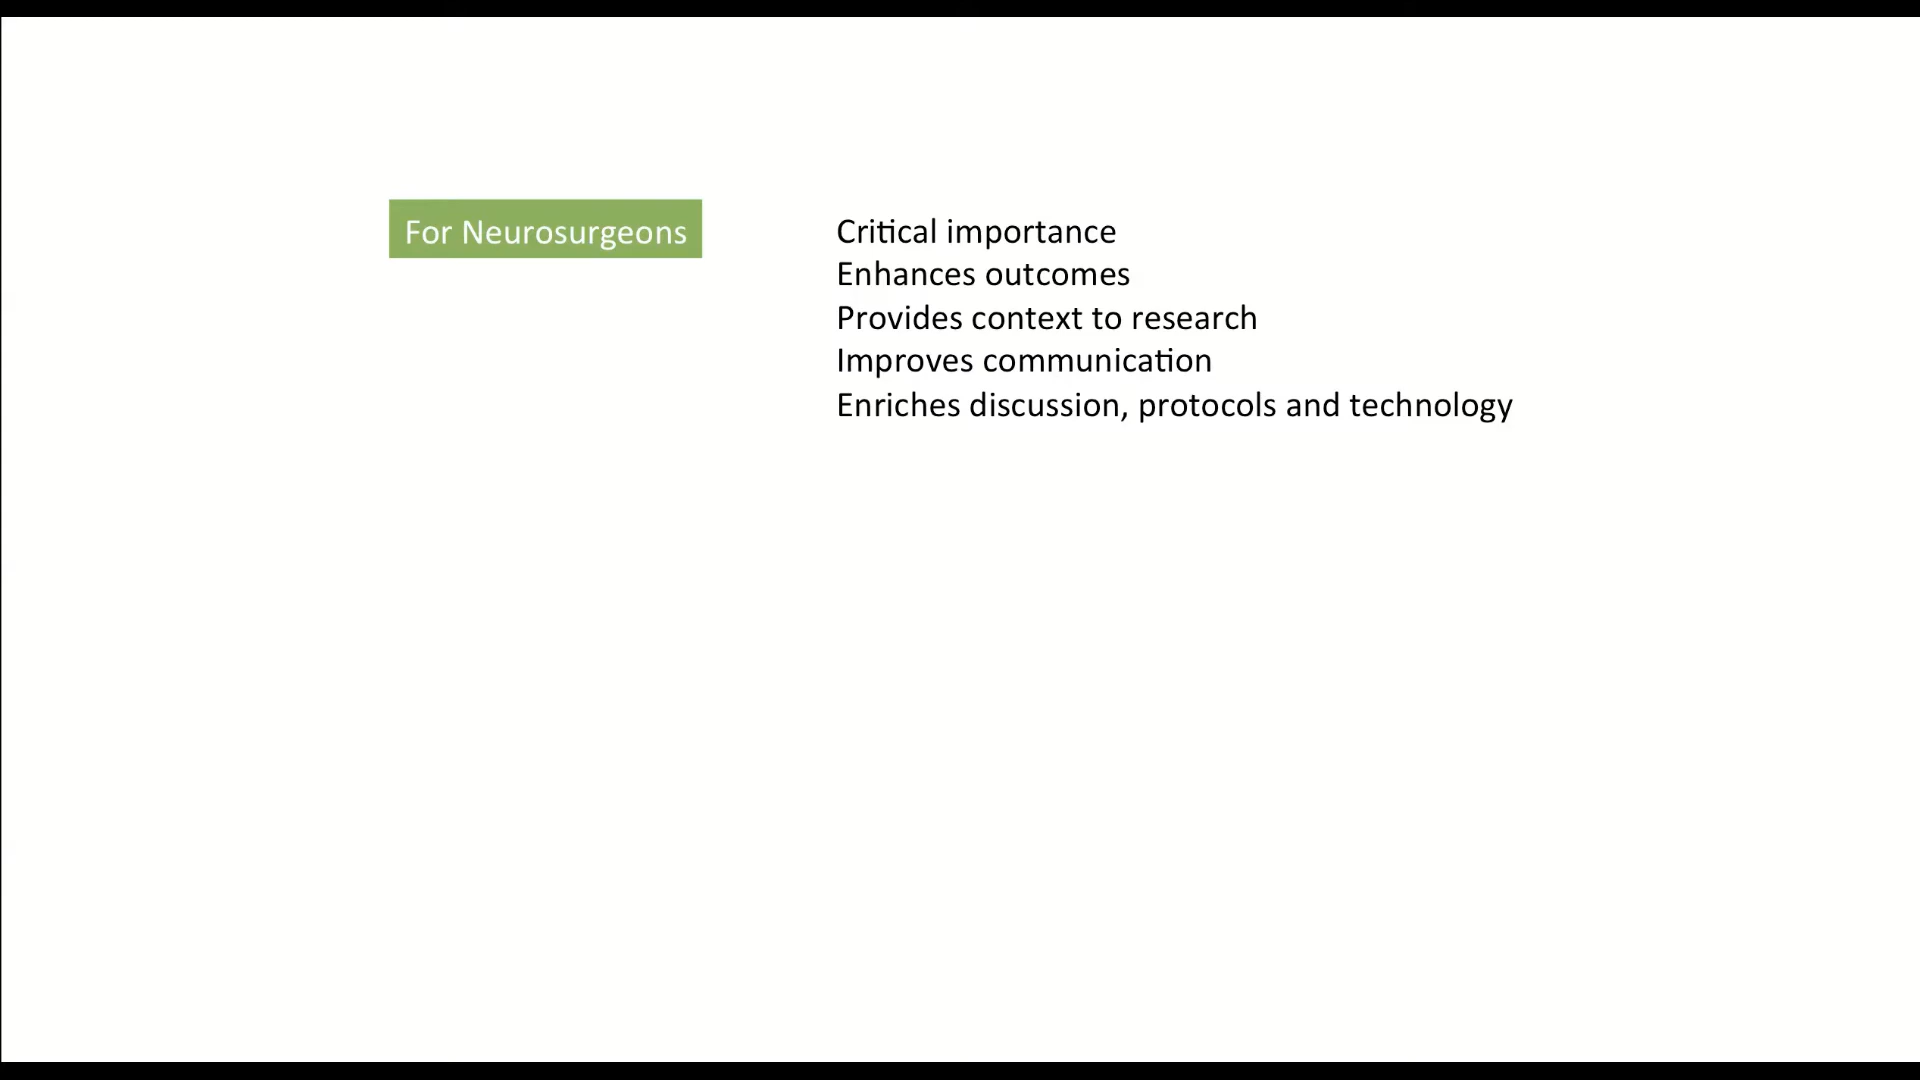 For Neurosurgeons
Critical importance
Enhances outcomes
Provides context to research
Improves communication
Enriches discussion, protocols and technology